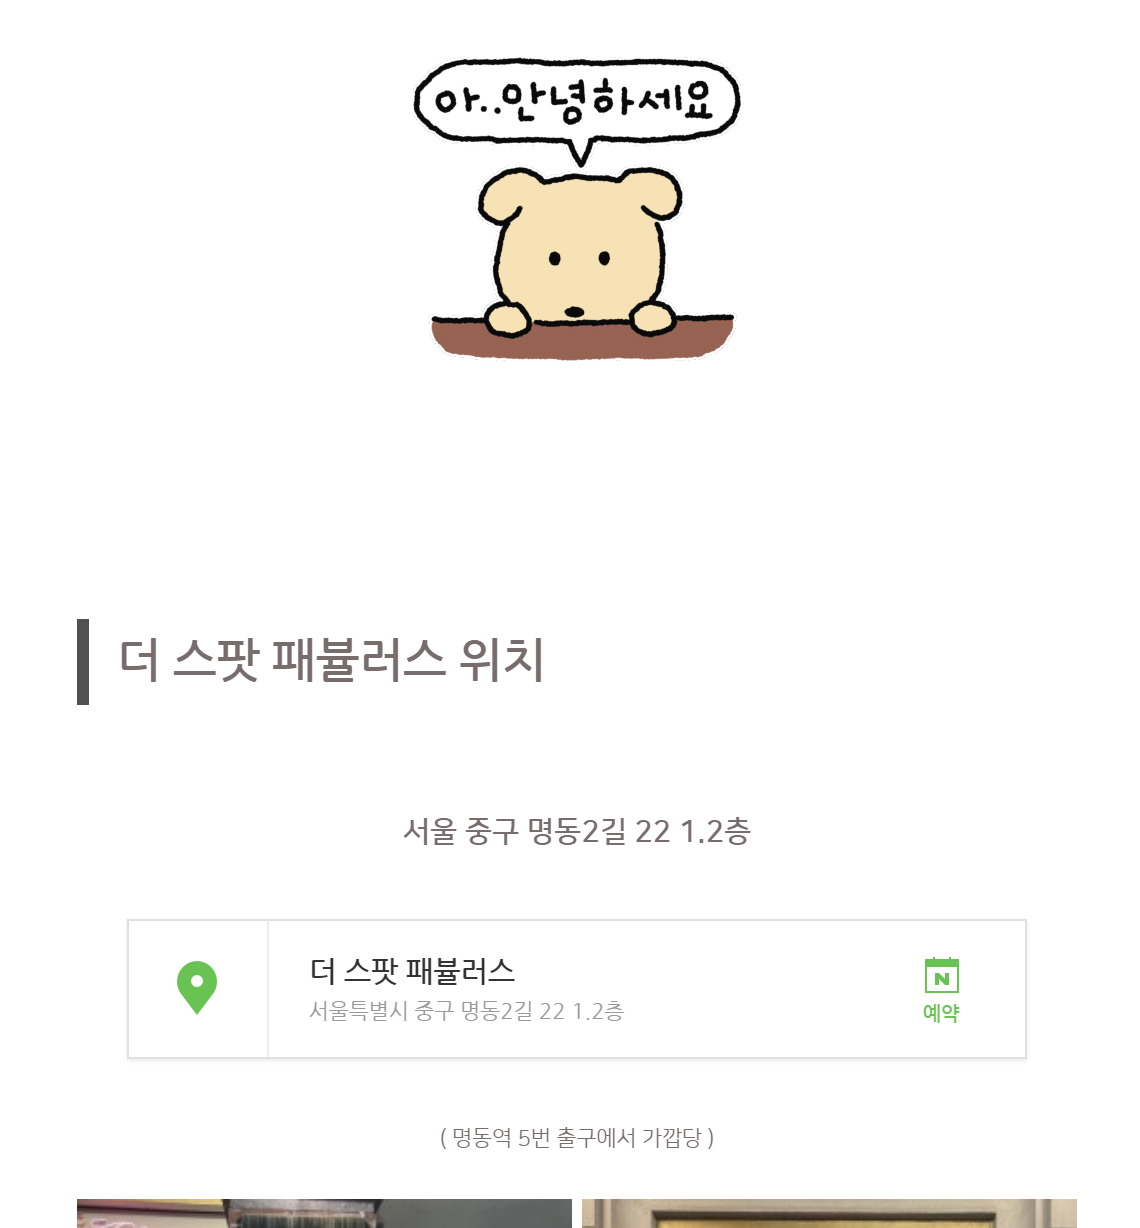 아..안녕하세요
더 스팟 패뷸러스 위치
서울 중구 명동2길 22 1.2층
더 스팟 패뷸러스
서울특별시 중구 명동2길 22 1.2층
N
예약
( 명동역 5번 출구에서 가깝당 )